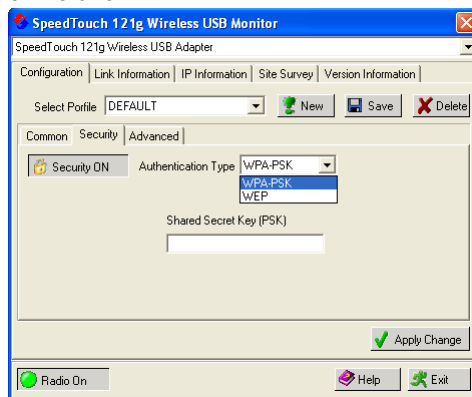 SpeedTouch 121g Wireless USB Monitor
SpeedTouch 121g Wireless USB Adapter
Configuration Link Information IP Information Site Survey Version Information
Select Porfile DEFAULT New Save Delete
Common Security Advanced
Security ON Authentication Type WPA-PSK
WPA-PSK
WEP
Shared Secret Key (PSK)
Apply Change
Radio On Help Exit